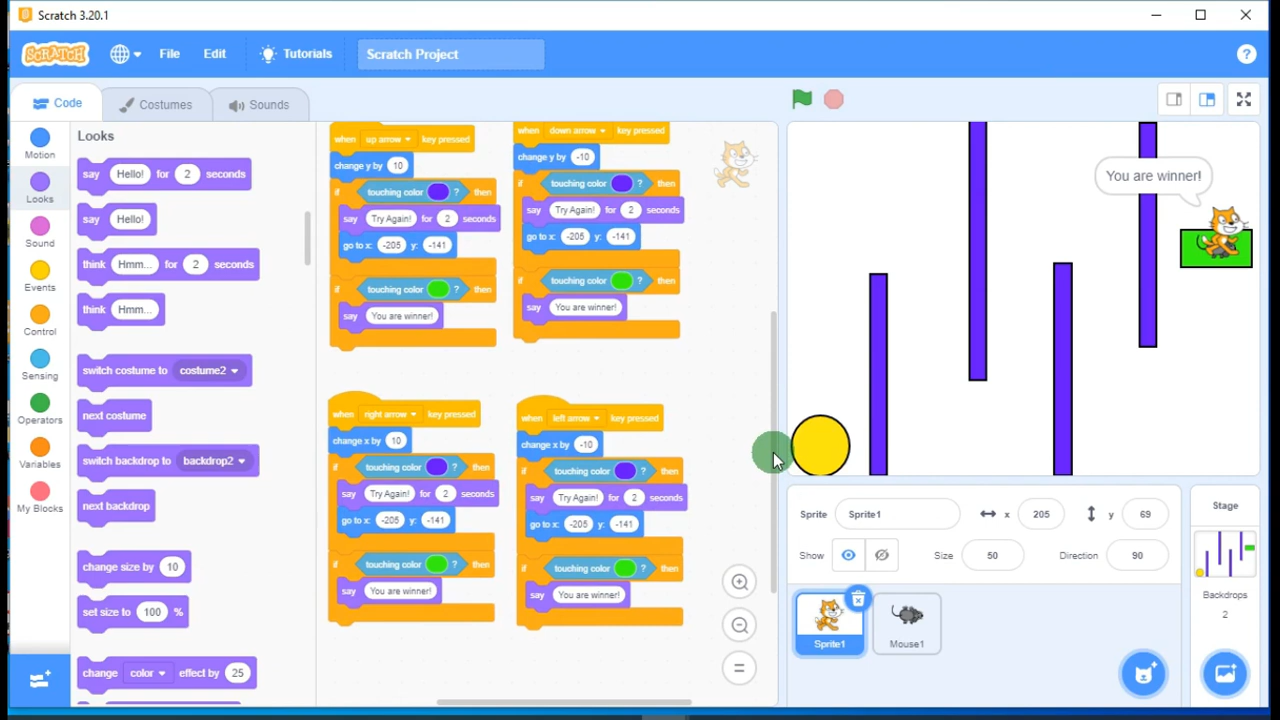 Scratch 3.20.1
SCRATCH File Edit Tutorials Scratch Project ?
Code Costumes Sounds
Motion
Looks
Sound
Events
Control
Sensing
Operators
Variables
My Blocks
Looks
say Hello! for 2 seconds
say Hello!
think Hmm... for 2 seconds
think Hmm...
switch costume to costume2
next costume
switch backdrop to backdrop2
next backdrop
change size by 10
set size to 100 %
change color effect by 25
when up arrow key pressed
change y by 10
if touching color ? then
say Try Again! for 2 seconds
go to x: -205 y: -141
if touching color ? then
say You are winner!
when down arrow key pressed
change y by -10
if touching color ? then
say Try Again! for 2 seconds
go to x: -205 y: -141
if touching color ? then
say You are winner!
when right arrow key pressed
change x by 10
if touching color ? then
say Try Again! for 2 seconds
go to x: -205 y: -141
if touching color ? then
say You are winner!
when left arrow key pressed
change x by -10
if touching color ? then
say Try Again! for 2 seconds
go to x: -205 y: -141
if touching color ? then
say You are winner!
You are winner!
Sprite Sprite1 x 205 y 69
Show Size 50 Direction 90
Sprite1
Mouse1
Stage
Backdrops
2